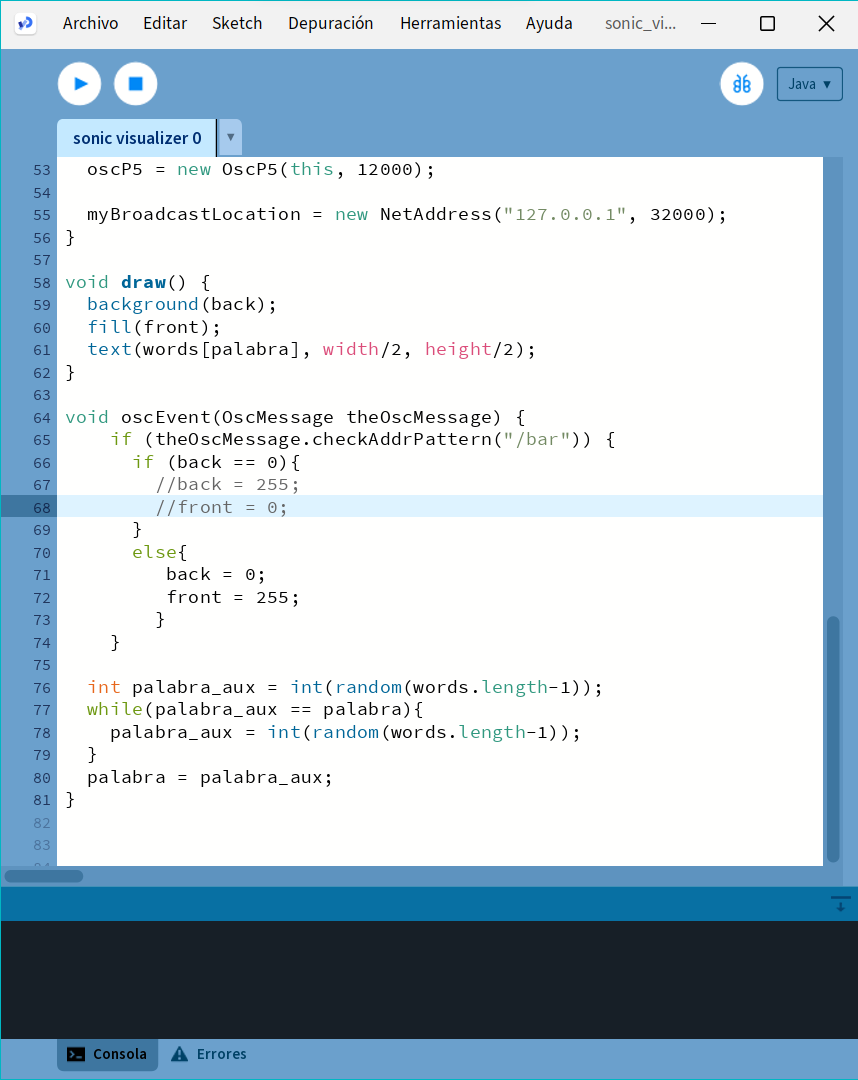 Archivo Editar Sketch Depuración Herramientas Ayuda sonic_vi...
Java ▾
sonic visualizer 0 ▾
53   oscP5 = new OscP5(this, 12000);
54
55   myBroadcastLocation = new NetAddress("127.0.0.1", 32000);
56 }
57
58 void draw() {
59   background(back);
60   fill(front);
61   text(words[palabra], width/2, height/2);
62 }
63
64 void oscEvent(OscMessage theOscMessage) {
65     if (theOscMessage.checkAddrPattern("/bar")) {
66       if (back == 0){
67         //back = 255;
68         //front = 0;
69       }
70       else{
71          back = 0;
72          front = 255;
73         }
74     }
75
76   int palabra_aux = int(random(words.length-1));
77   while(palabra_aux == palabra){
78     palabra_aux = int(random(words.length-1));
79   }
80   palabra = palabra_aux;
81 }
82
83
Consola Errores